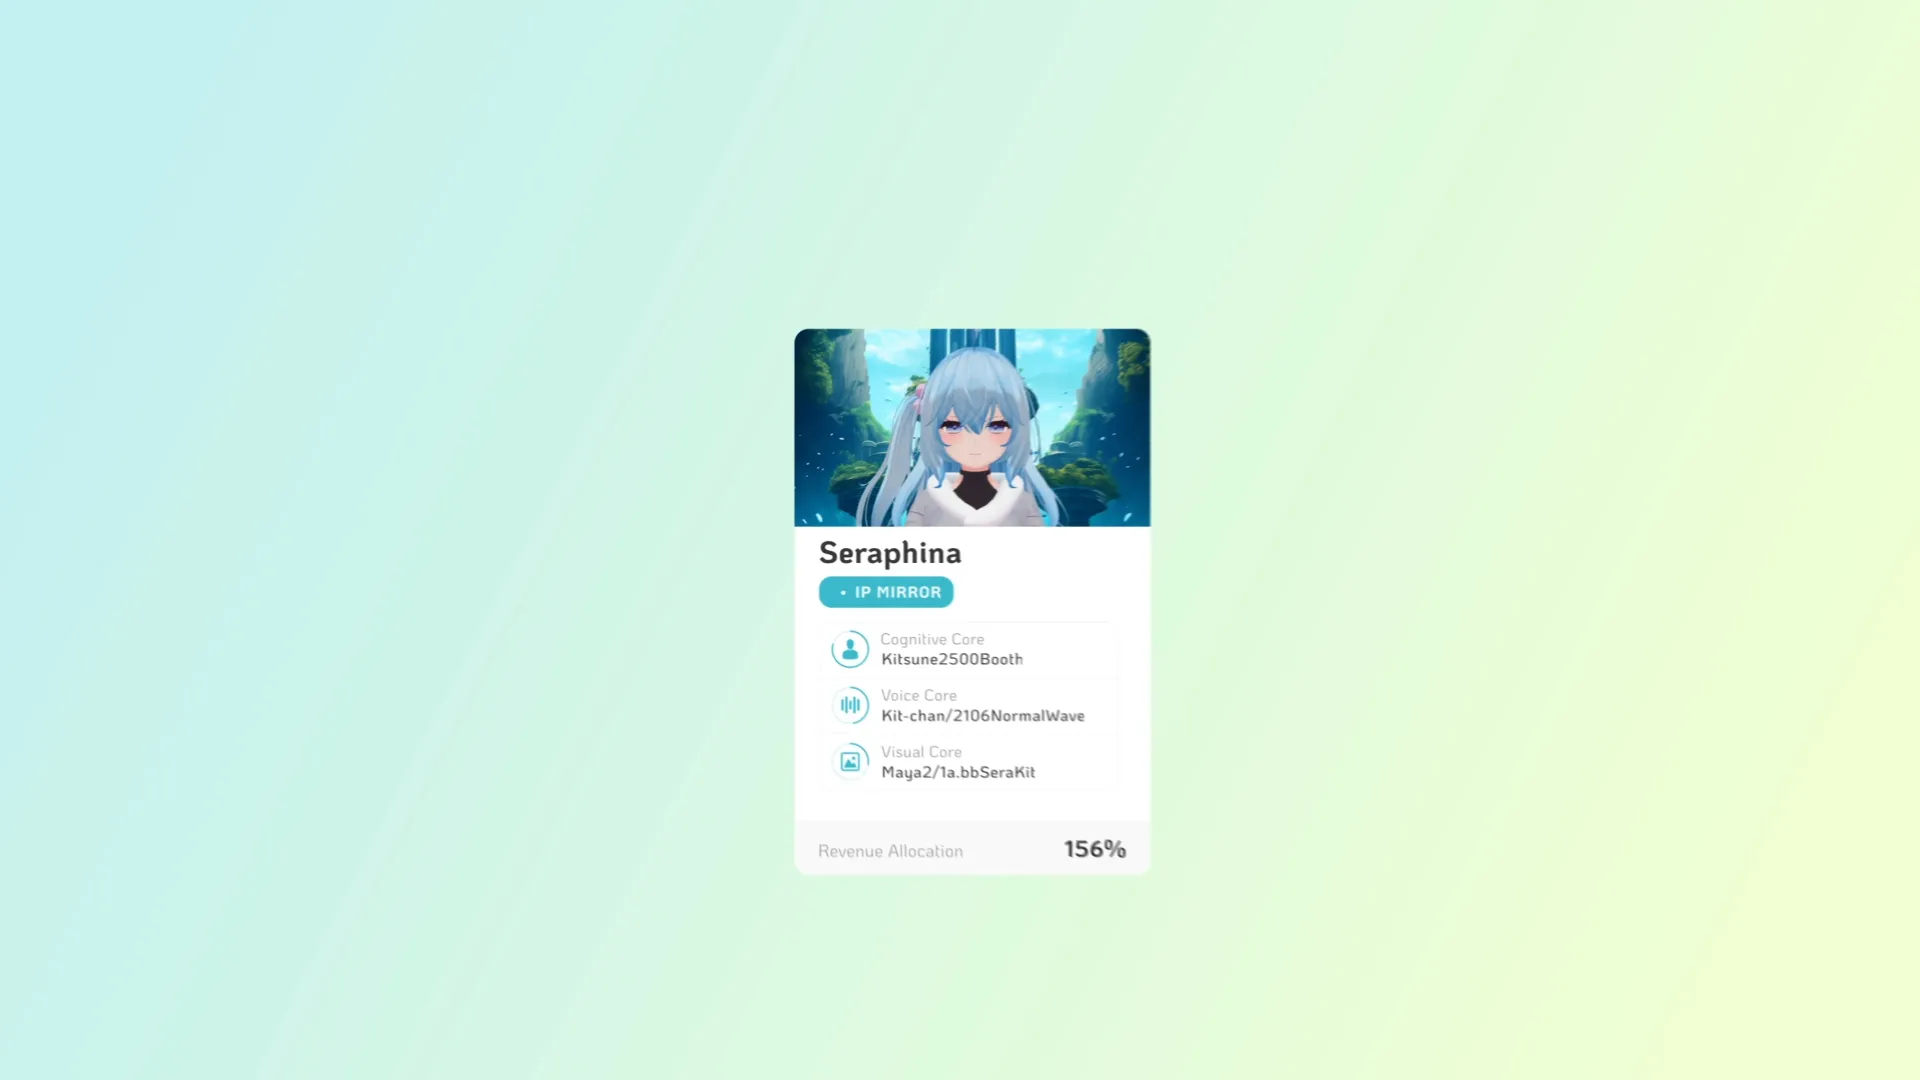 Seraphina
• IP MIRROR
Cognitive Core
Kitsune2500Booth
Voice Core
Kit-chan/2106NormalWave
Visual Core
Maya2/1a.bbSeraKit
Revenue Allocation 156%